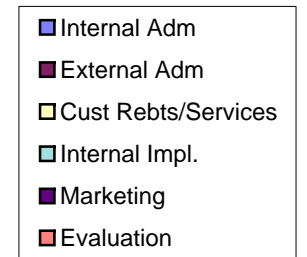 Internal Adm
External Adm
Cust Rebts/Services
Internal Impl.
Marketing
Evaluation